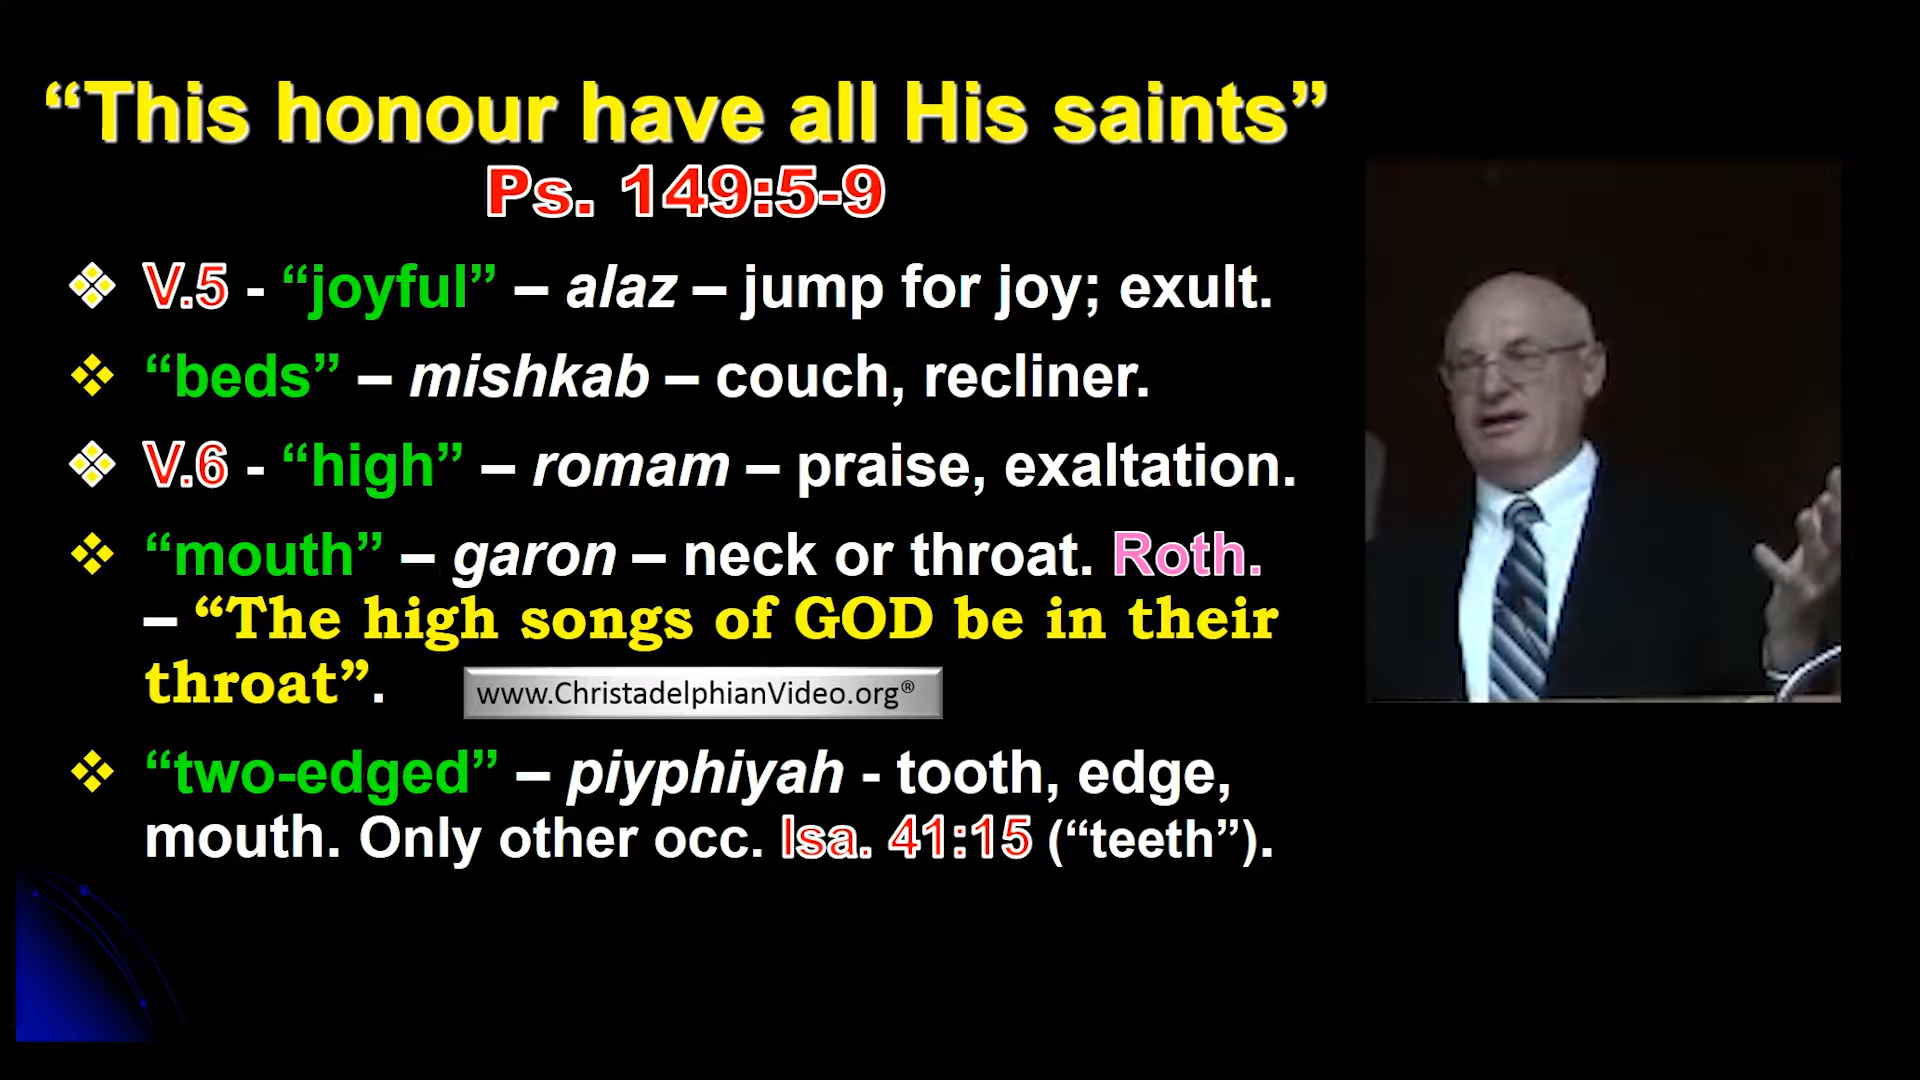 “This honour have all His saints”
Ps. 149:5-9
V.5 - “joyful” – alaz – jump for joy; exult.
“beds” – mishkab – couch, recliner.
V.6 - “high” – romam – praise, exaltation.
“mouth” – garon – neck or throat. Roth.
– “The high songs of GOD be in their
throat”.
www.ChristadelphianVideo.org®
“two-edged” – piyphiyah - tooth, edge,
mouth. Only other occ. Isa. 41:15 (“teeth”).